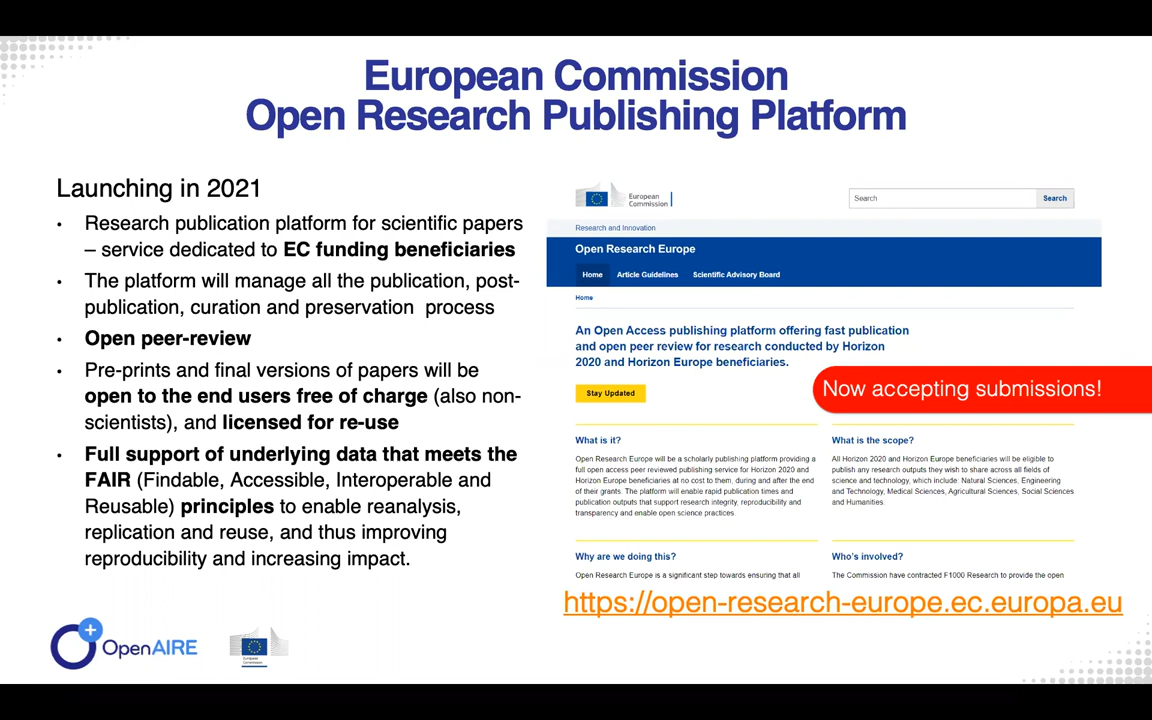 European Commission
Open Research Publishing Platform
Launching in 2021
• Research publication platform for scientific papers
– service dedicated to EC funding beneficiaries
• The platform will manage all the publication, post-
publication, curation and preservation process
• Open peer-review
• Pre-prints and final versions of papers will be
open to the end users free of charge (also non-
scientists), and licensed for re-use
• Full support of underlying data that meets the
FAIR (Findable, Accessible, Interoperable and
Reusable) principles to enable reanalysis,
replication and reuse, and thus improving
reproducibility and increasing impact.
OpenAIRE
European
Commission
European
Commission
Search
Search
Research and Innovation
Open Research Europe
Home Article Guidelines Scientific Advisory Board
Home
An Open Access publishing platform offering fast publication
and open peer review for research conducted by Horizon
2020 and Horizon Europe beneficiaries.
Stay Updated
Now accepting submissions!
What is it?
Open Research Europe will be a scholarly publishing platform providing a
full open access peer reviewed publishing service for Horizon 2020 and
Horizon Europe beneficiaries at no cost to them, during and after the end
of their grants. The platform will enable rapid publication times and
publication outputs that support research integrity, reproducibility and
transparency and enable open science practices.
What is the scope?
All Horizon 2020 and Horizon Europe beneficiaries will be eligible to
publish any research outputs they wish to share across all fields of
science and technology, which include: Natural Sciences, Engineering
and Technology, Medical Sciences, Agricultural Sciences, Social Sciences
and Humanities.
Why are we doing this?
Open Research Europe is a significant step towards ensuring that all
Who's involved?
The Commission have contracted F1000 Research to provide the open
https://open-research-europe.ec.europa.eu